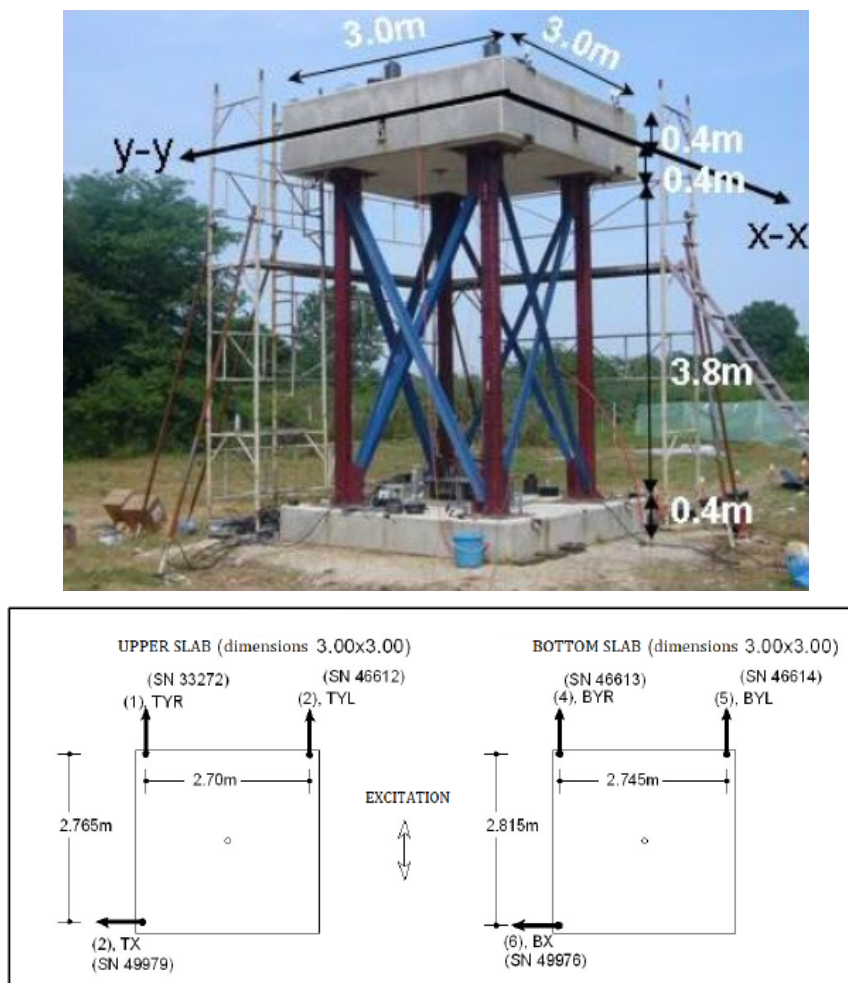 3.0m
3.0m
y-y
0.4m
0.4m
x-x
3.8m
0.4m
UPPER SLAB (dimensions 3.00x3.00)
BOTTOM SLAB (dimensions 3.00x3.00)
(SN 33272)
(SN 46612)
(SN 46613)
(SN 46614)
(1), TYR
(2), TYL
(4), BYR
(5), BYL
2.70m
2.745m
EXCITATION
2.765m
2.815m
(2), TX
(6), BX
(SN 49979)
(SN 49976)